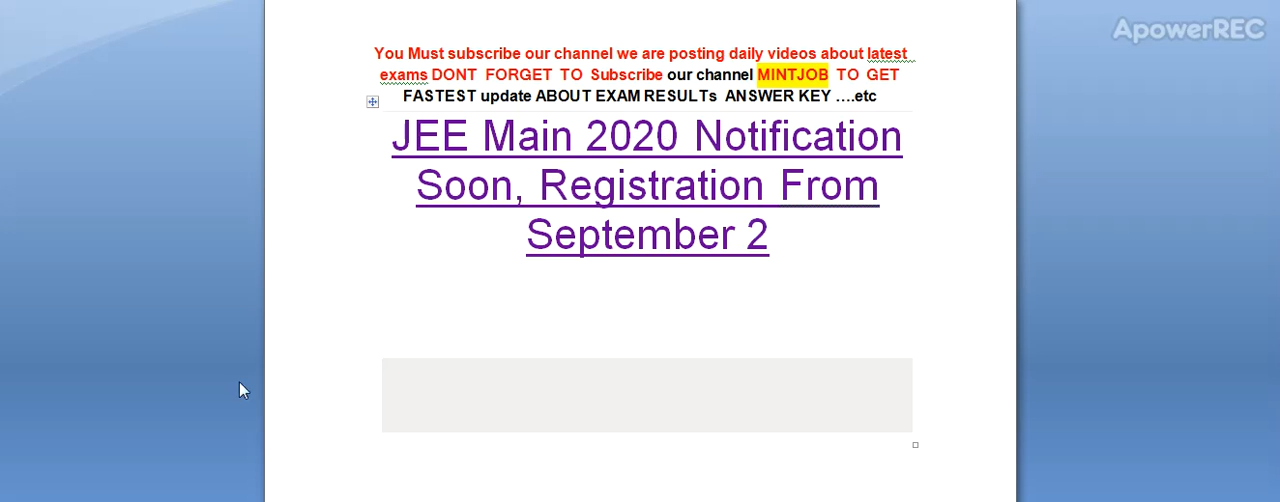 ApowerREC
You Must subscribe our channel we are posting daily videos about latest
exams DONT FORGET TO Subscribe our channel MINTJOB TO GET
FASTEST update ABOUT EXAM RESULTs ANSWER KEY ....etc
JEE Main 2020 Notification
Soon, Registration From
September 2